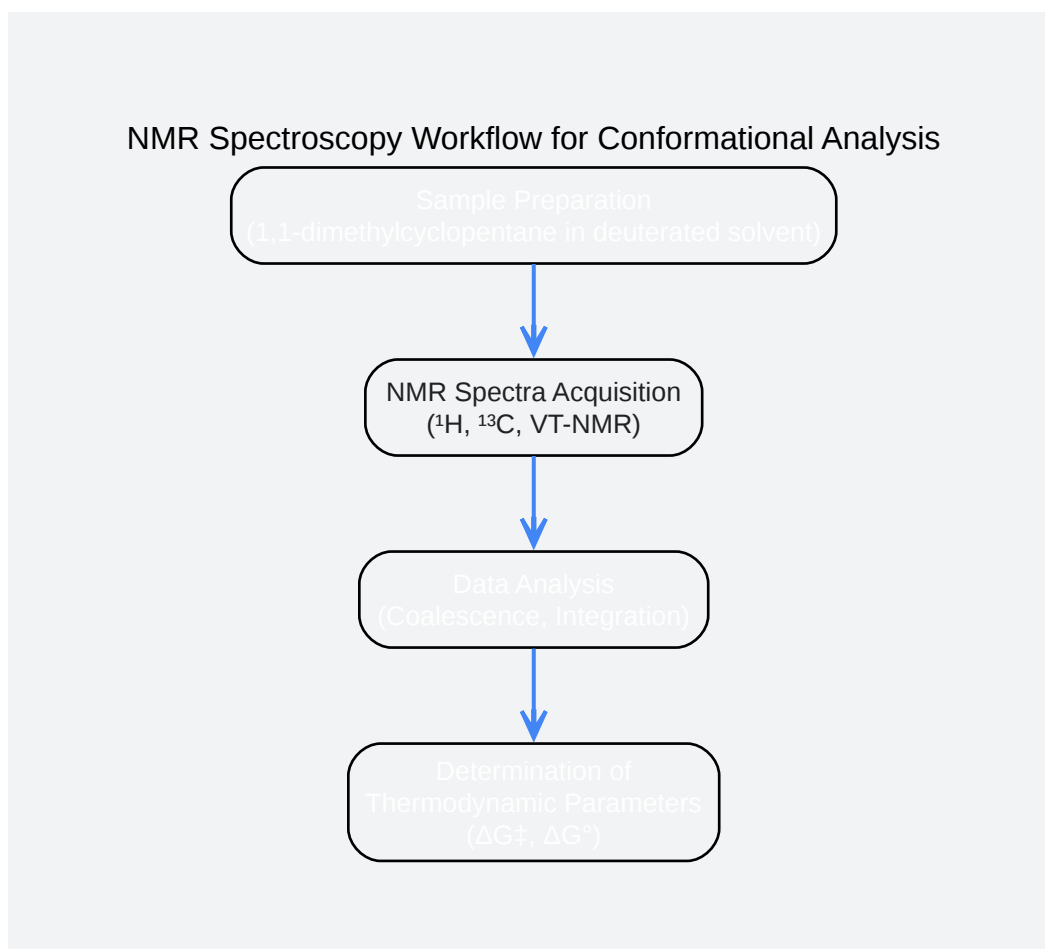 NMR Spectroscopy Workflow for Conformational Analysis
Sample Preparation
(1,1-dimethylcyclopentane in deuterated solvent)
NMR Spectra Acquisition
(¹H, ¹³C, VT-NMR)
Data Analysis
(Coalescence, Integration)
Determination of
Thermodynamic Parameters
(ΔG‡, ΔG°)